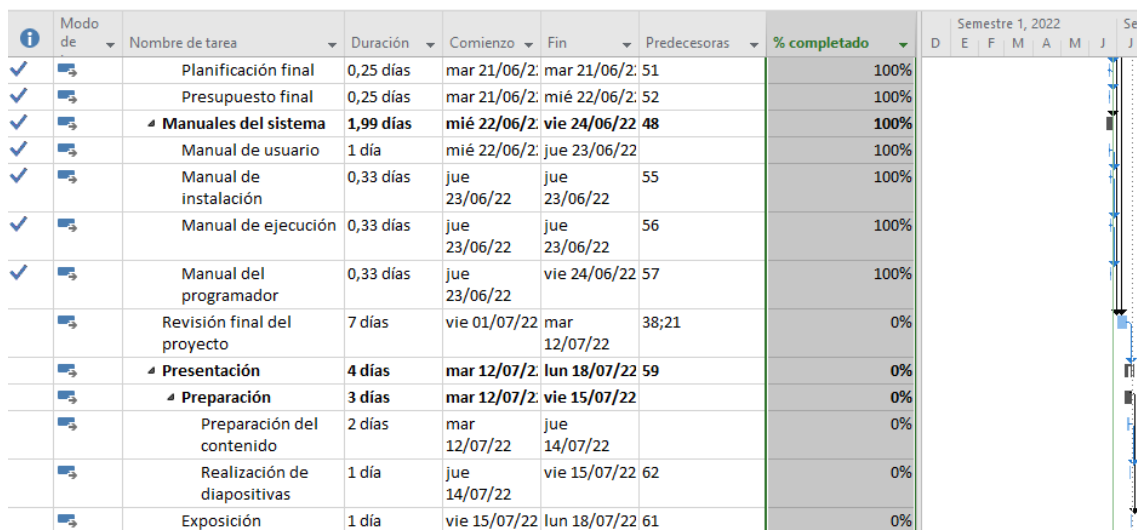 Modo de
Nombre de tarea
Duración
Comienzo
Fin
Predecesoras
% completado
Semestre 1, 2022
Se
D E F M A M J J
Planificación final 0,25 días mar 21/06/22 mar 21/06/22 51 100%
Presupuesto final 0,25 días mar 21/06/22 mié 22/06/22 52 100%
Manuales del sistema 1,99 días mié 22/06/22 vie 24/06/22 48 100%
Manual de usuario 1 día mié 22/06/22 jue 23/06/22 100%
Manual de 0,33 días jue jue 55 100%
instalación 23/06/22 23/06/22
Manual de ejecución 0,33 días jue jue 56 100%
23/06/22 23/06/22
Manual del 0,33 días jue vie 24/06/22 57 100%
programador 23/06/22
Revisión final del 7 días vie 01/07/22 mar 38;21 0%
proyecto 12/07/22
Presentación 4 días mar 12/07/22 lun 18/07/22 59 0%
Preparación 3 días mar 12/07/22 vie 15/07/22 0%
Preparación del 2 días mar jue 0%
contenido 12/07/22 14/07/22
Realización de 1 día jue vie 15/07/22 62 0%
diapositivas 14/07/22
Exposición 1 día vie 15/07/22 lun 18/07/22 61 0%